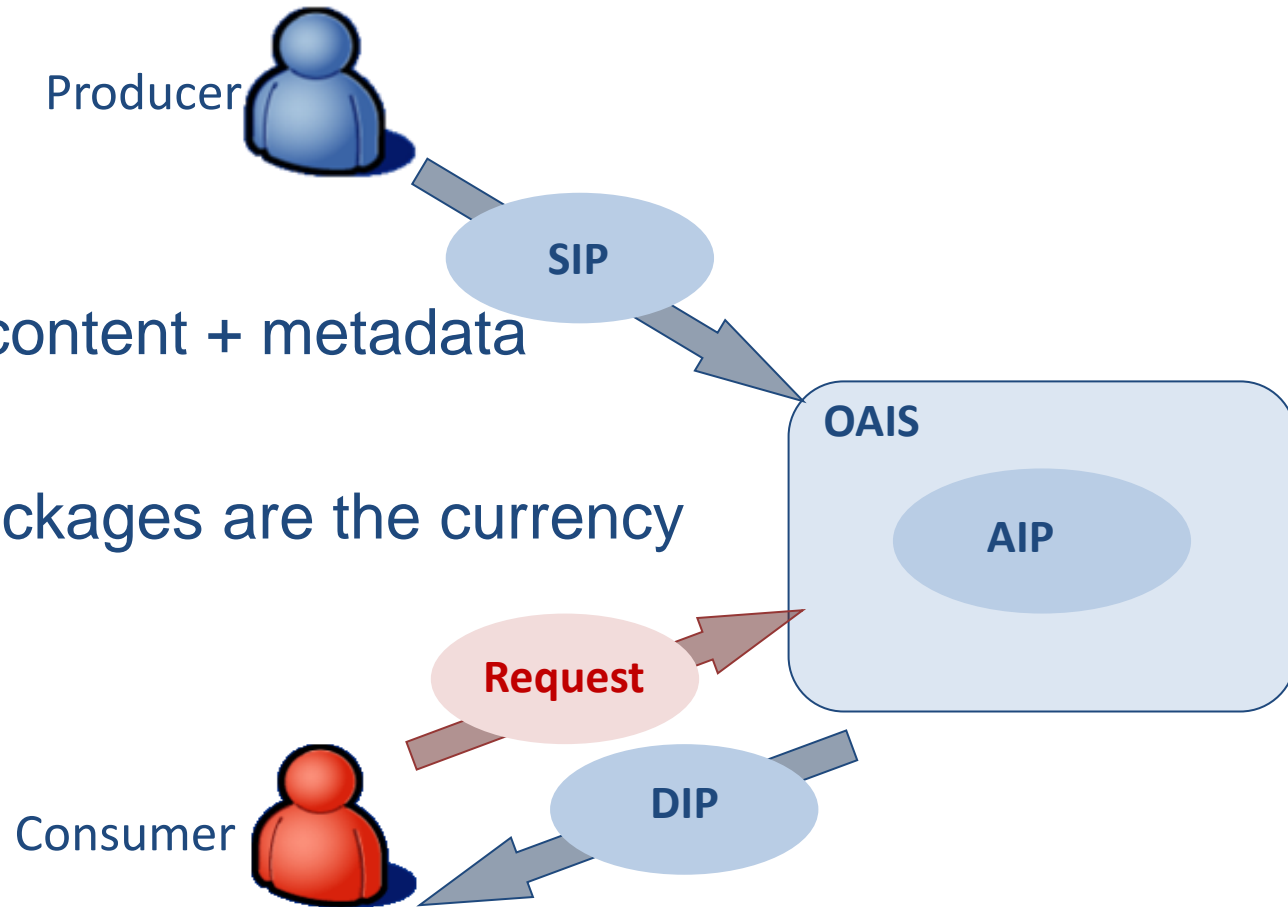 Producer
SIP
content + metadata
OAIS
ckages are the currency
AIP
Request
DIP
Consumer